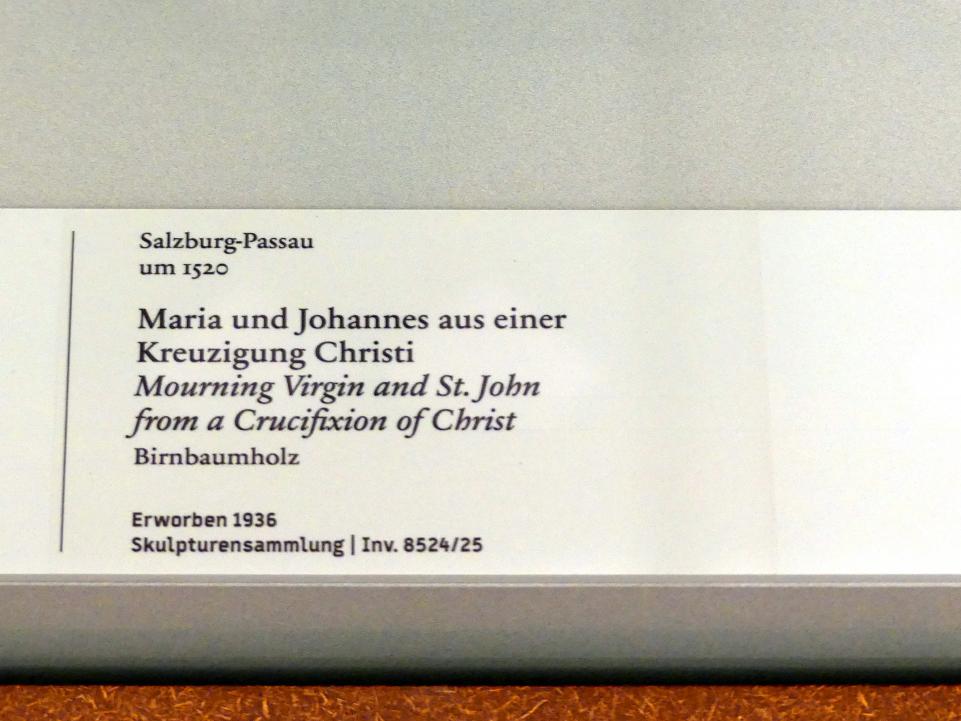 Salzburg-Passau
um 1520
Maria und Johannes aus einer
Kreuzigung Christi
Mourning Virgin and St. John
from a Crucifixion of Christ
Birnbaumholz
Erworben 1936
Skulpturensammlung | Inv. 8524/25